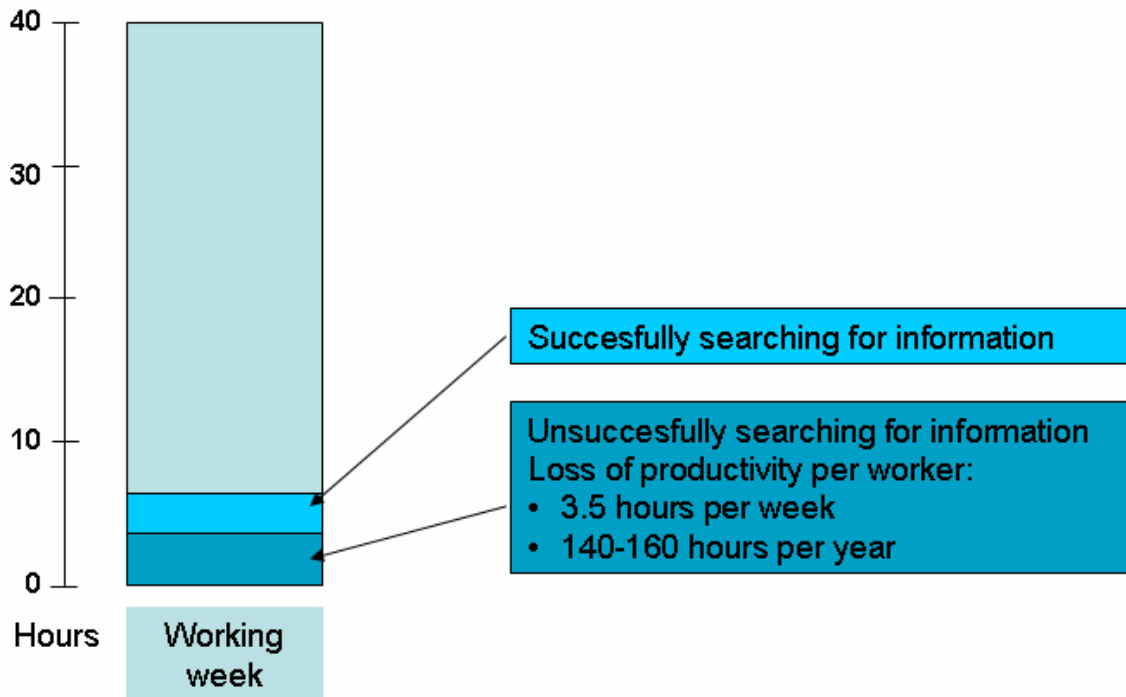 40
30
20
10
0
Hours
Working
week
Succesfully searching for information
Unsuccesfully searching for information
Loss of productivity per worker:
• 3.5 hours per week
• 140-160 hours per year